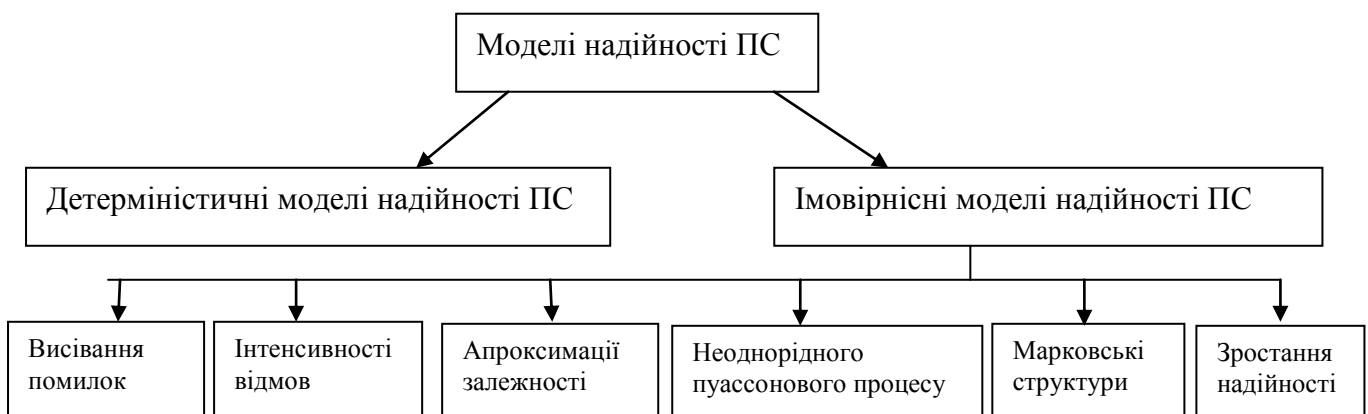 Моделі надійності ПС
Детерміністичні моделі надійності ПС
Імовірнісні моделі надійності ПС
Висівання
помилок
Інтенсивності
відмов
Апроксимації
залежності
Неоднорідного
пуассонового процесу
Марковські
структури
Зростання
надійності